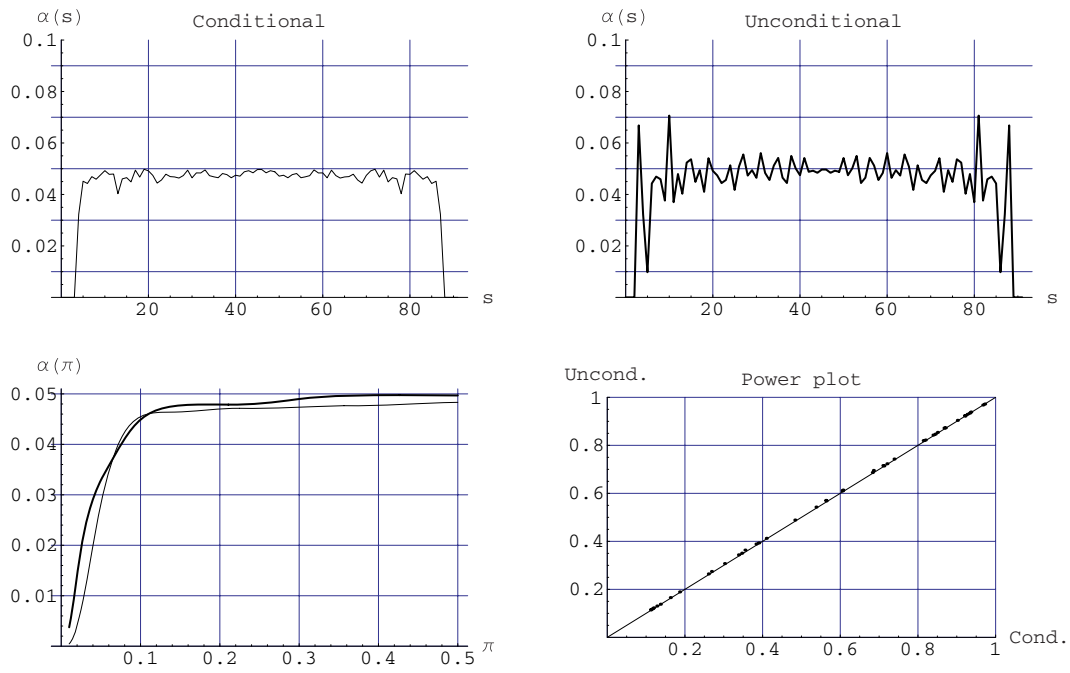 α(s) Conditional
0.1
0.08
0.06
0.04
0.02
20 40 60 80 s
α(s) Unconditional
0.1
0.08
0.06
0.04
0.02
20 40 60 80 s
α(π)
0.05
0.04
0.03
0.02
0.01
0.1 0.2 0.3 0.4 0.5 π
Uncond. Power plot
1
0.8
0.6
0.4
0.2
0.2 0.4 0.6 0.8 1 Cond.